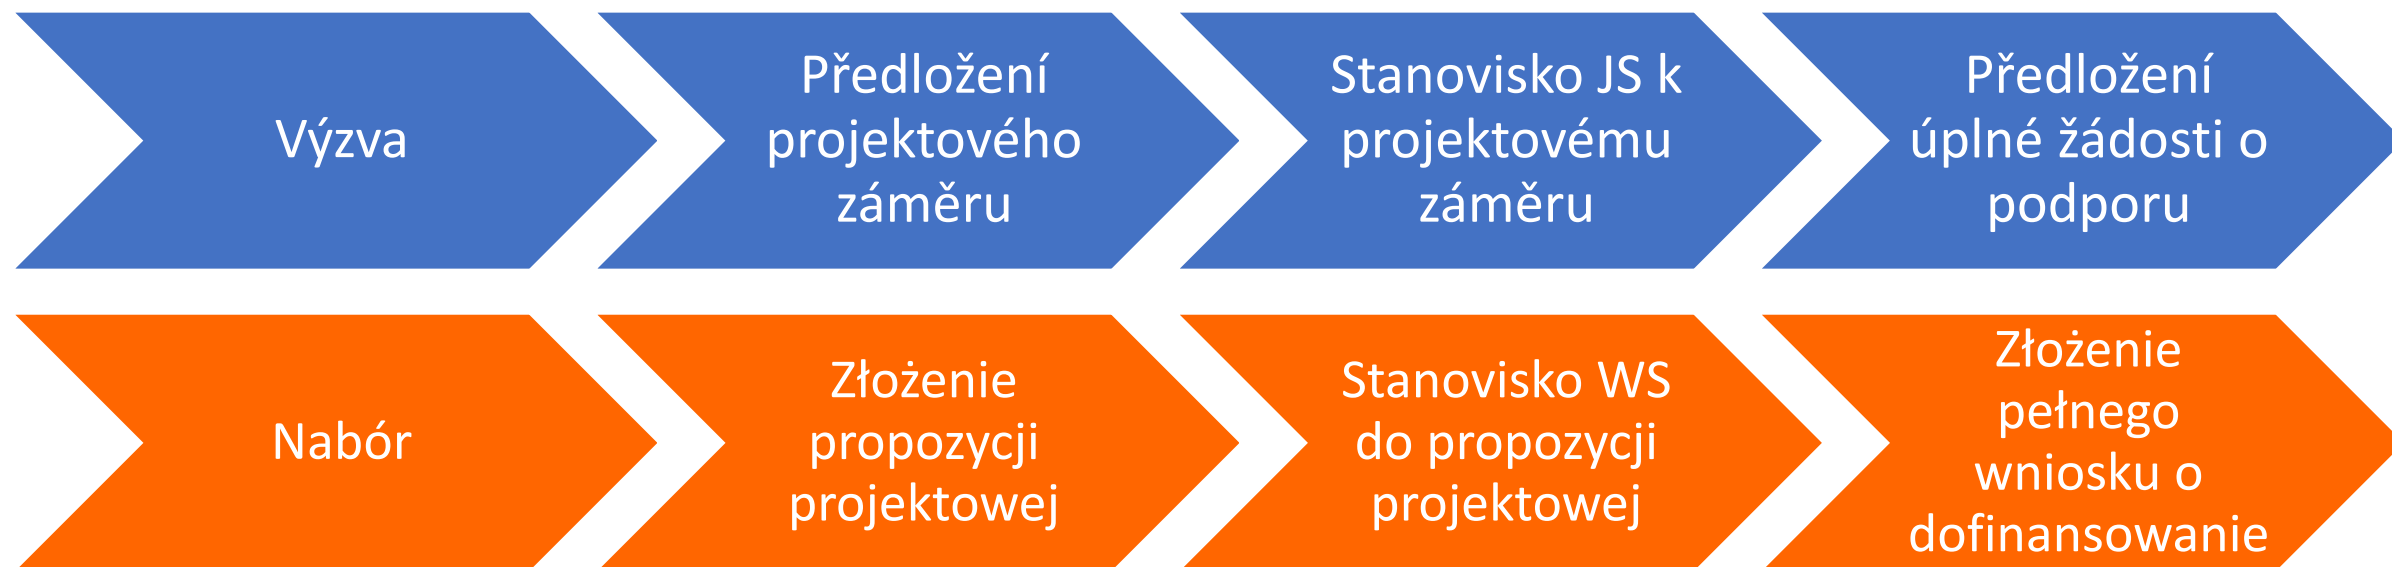 Výzva
Předložení
projektového
záměru
Stanovisko JS k
projektovému
záměru
Předložení
úplné žádosti o
podporu
Nabór
Złożenie
propozycji
projektowej
Stanovisko WS
do propozycji
projektowej
Złożenie
pełnego
wniosku o
dofinansowanie